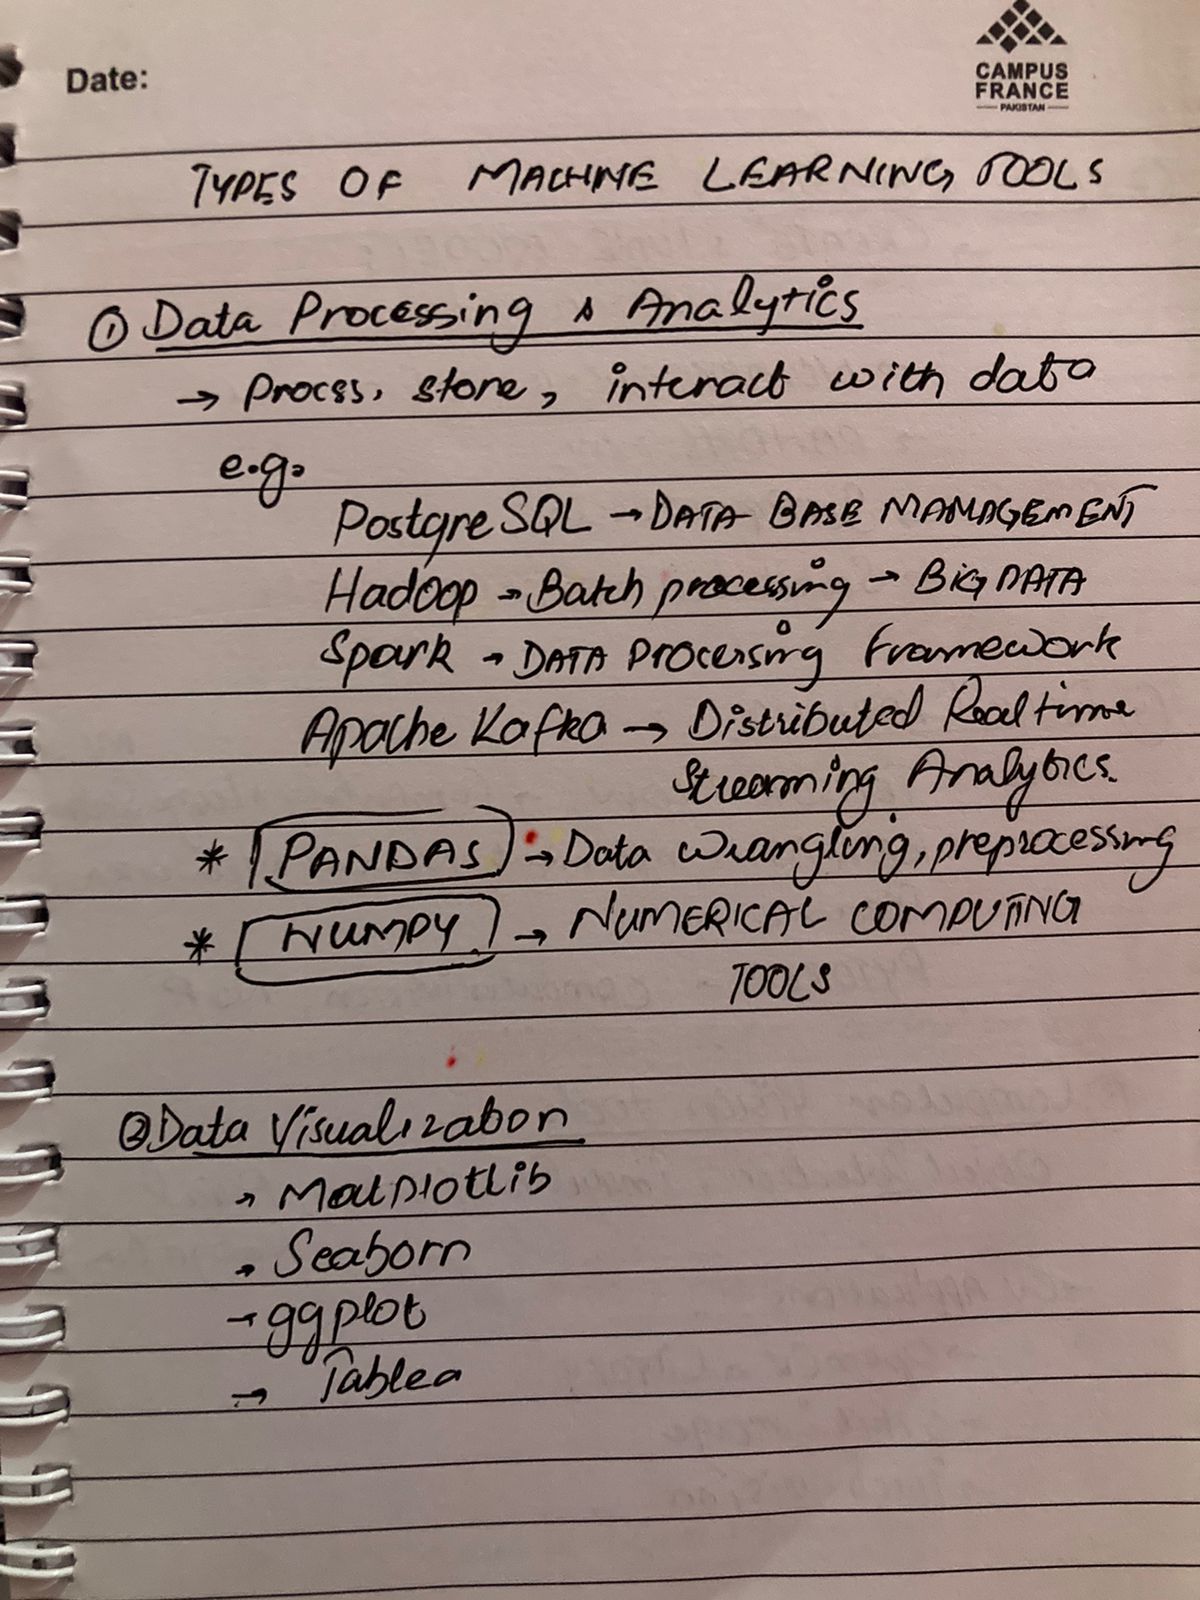 Date:
CAMPUS
FRANCE
PAKISTAN
TYPES OF MACHINE LEARNING TOOLS
① Data Processing & Analytics
→ Process, store, interact with data
e.g.
PostgreSQL → DATA BASE MANAGEMENT
Hadoop → Batch processing → BIG DATA
Spark → DATA Processing Framework
Apache Kafka → Distributed Real time
Streaming Analytics.
* PANDAS → Data wrangling, preprocessing
* NUMPY → NUMERICAL COMPUTING
TOOLS
② Data Visualization
→ Matplotlib
→ Seaborn
→ ggplot
→ Tablea